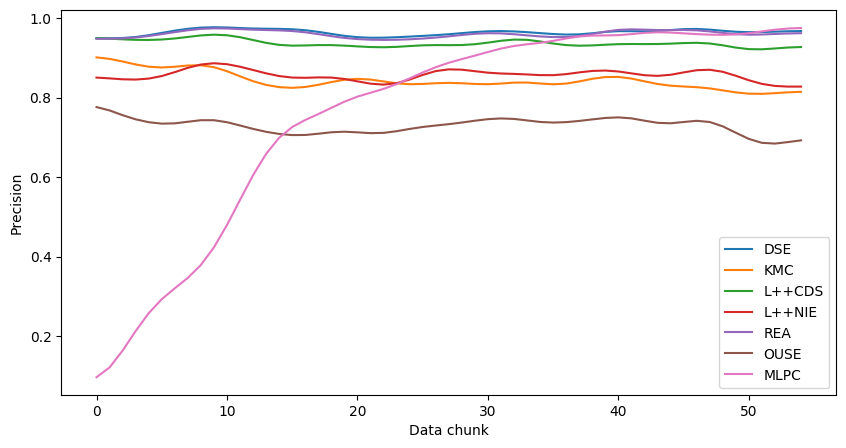 1.0
0.8
0.6
0.4
0.2
Precision
0 10 20 30 40 50
Data chunk
DSE
KMC
L++CDS
L++NIE
REA
OUSE
MLPC